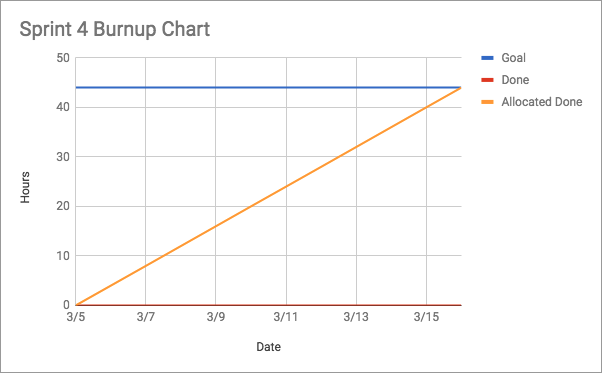 Sprint 4 Burnup Chart
50
40
30
20
10
0
Hours
3/5 3/7 3/9 3/11 3/13 3/15
Date
Goal
Done
Allocated Done